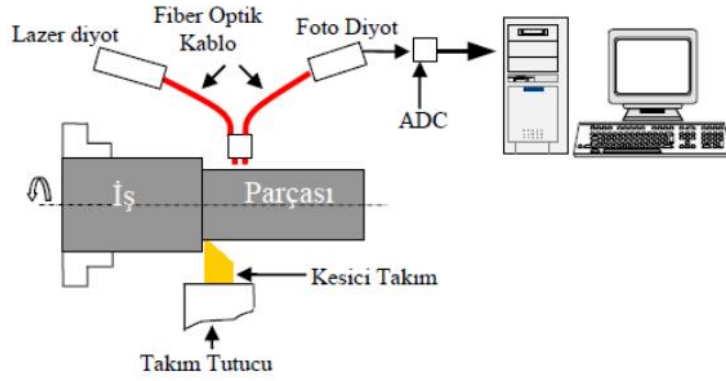 Fiber Optik
Kablo
Lazer diyot
Foto Diyot
ADC
İş Parçası
Kesici Takım
Takım Tutucu